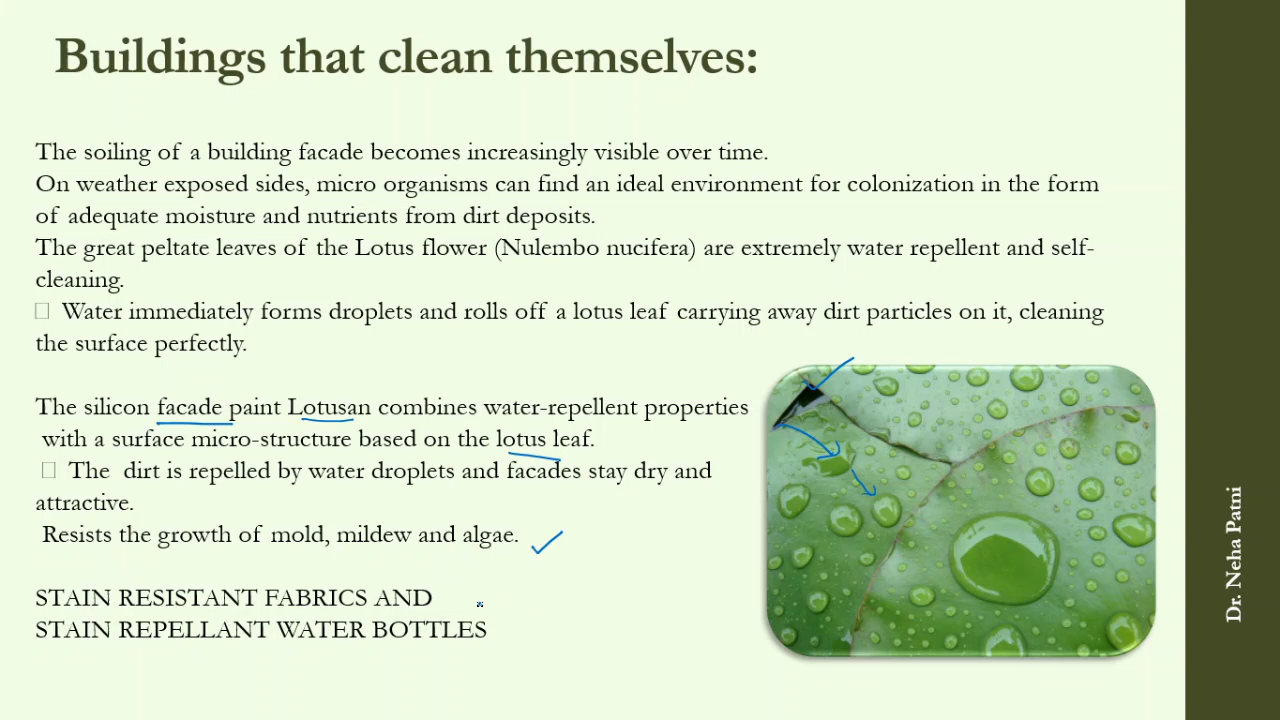 Buildings that clean themselves:
The soiling of a building facade becomes increasingly visible over time.
On weather exposed sides, micro organisms can find an ideal environment for colonization in the form
of adequate moisture and nutrients from dirt deposits.
The great peltate leaves of the Lotus flower (Nulembo nucifera) are extremely water repellent and self-
cleaning.
Water immediately forms droplets and rolls off a lotus leaf carrying away dirt particles on it, cleaning
the surface perfectly.
The silicon facade paint Lotusan combines water-repellent properties
with a surface micro-structure based on the lotus leaf.
The dirt is repelled by water droplets and facades stay dry and
attractive.
Resists the growth of mold, mildew and algae.
STAIN RESISTANT FABRICS AND
STAIN REPELLANT WATER BOTTLES
Dr. Neha Patni